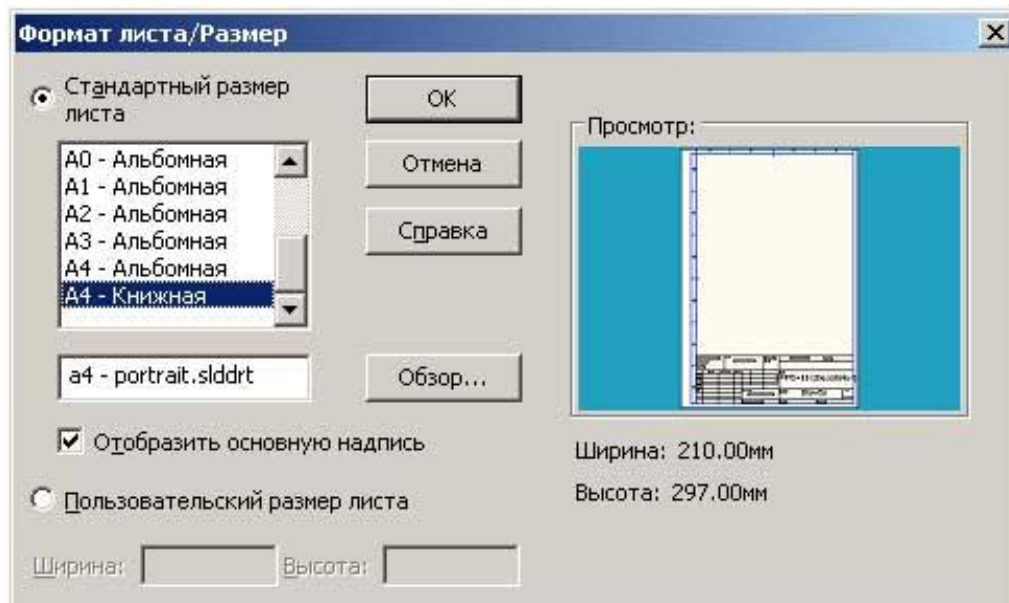 Формат листа/Размер
Стандартный размер
листа
A0 - Альбомная
A1 - Альбомная
A2 - Альбомная
A3 - Альбомная
A4 - Альбомная
A4 - Книжная
a4 - portrait.slddrt
Отобразить основную надпись
Пользовательский размер листа
Ширина:
Высота:
OK
Отмена
Справка
Обзор...
Просмотр:
Ширина: 210.00мм
Высота: 297.00мм